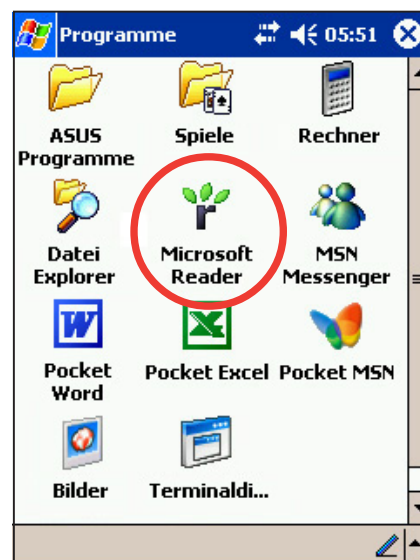 Programme 05:51
ASUS Programme
Spiele
Rechner
Datei Explorer
Microsoft Reader
MSN Messenger
Pocket Word
Pocket Excel
Pocket MSN
Bilder
Terminaldi...